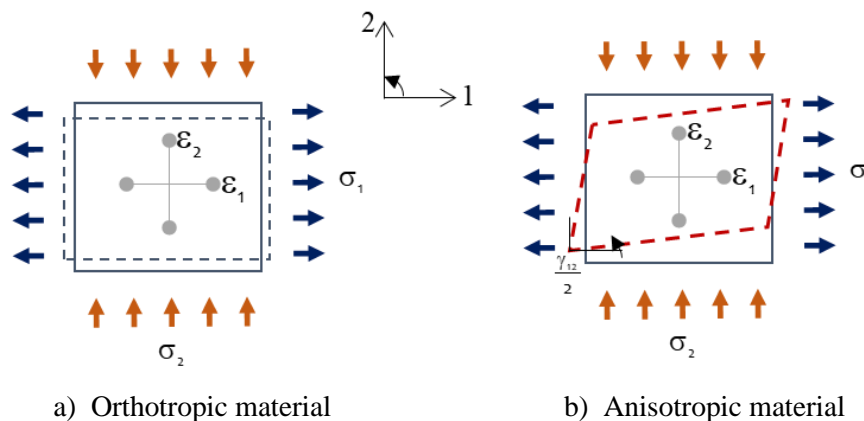 2
1
ε2
ε1
σ1
σ2
ε2
ε1
σ
γ12
2
σ2
a) Orthotropic material
b) Anisotropic material